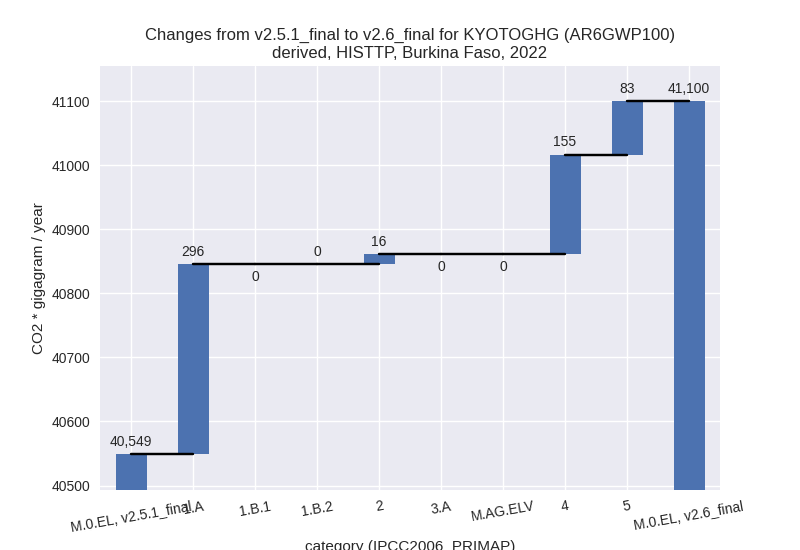 Changes from v2.5.1_final to v2.6_final for KYOTOGHG (AR6GWP100)
derived, HISTTP, Burkina Faso, 2022
CO2 * gigagram / year
41100
41000
40900
40800
40700
40600
40500
40,549
296
0
0
16
0
0
155
83
41,100
M.0.EL, v2.5.1_final
1.A
1.B.1
1.B.2
2
3.A
M.AG.ELV
4
5
M.0.EL, v2.6_final
category (IPCC2006_PRIMAP)